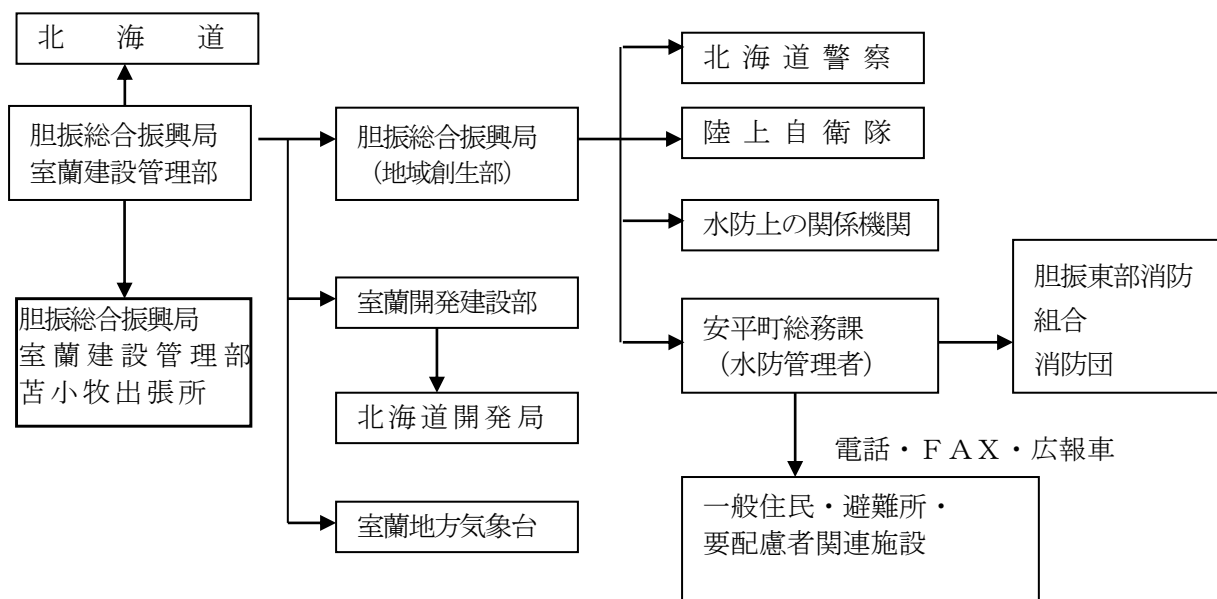 北 海 道
胆振総合振興局
室蘭建設管理部
胆振総合振興局
室蘭建設管理部
苫小牧出張所
胆振総合振興局
（地域創生部）
室蘭開発建設部
北海道開発局
室蘭地方気象台
北海道警察
陸上自衛隊
水防上の関係機関
安平町総務課
（水防管理者）
胆振東部消防
組合
消防団
電話・ＦＡＸ・広報車
一般住民・避難所・
要配慮者関連施設